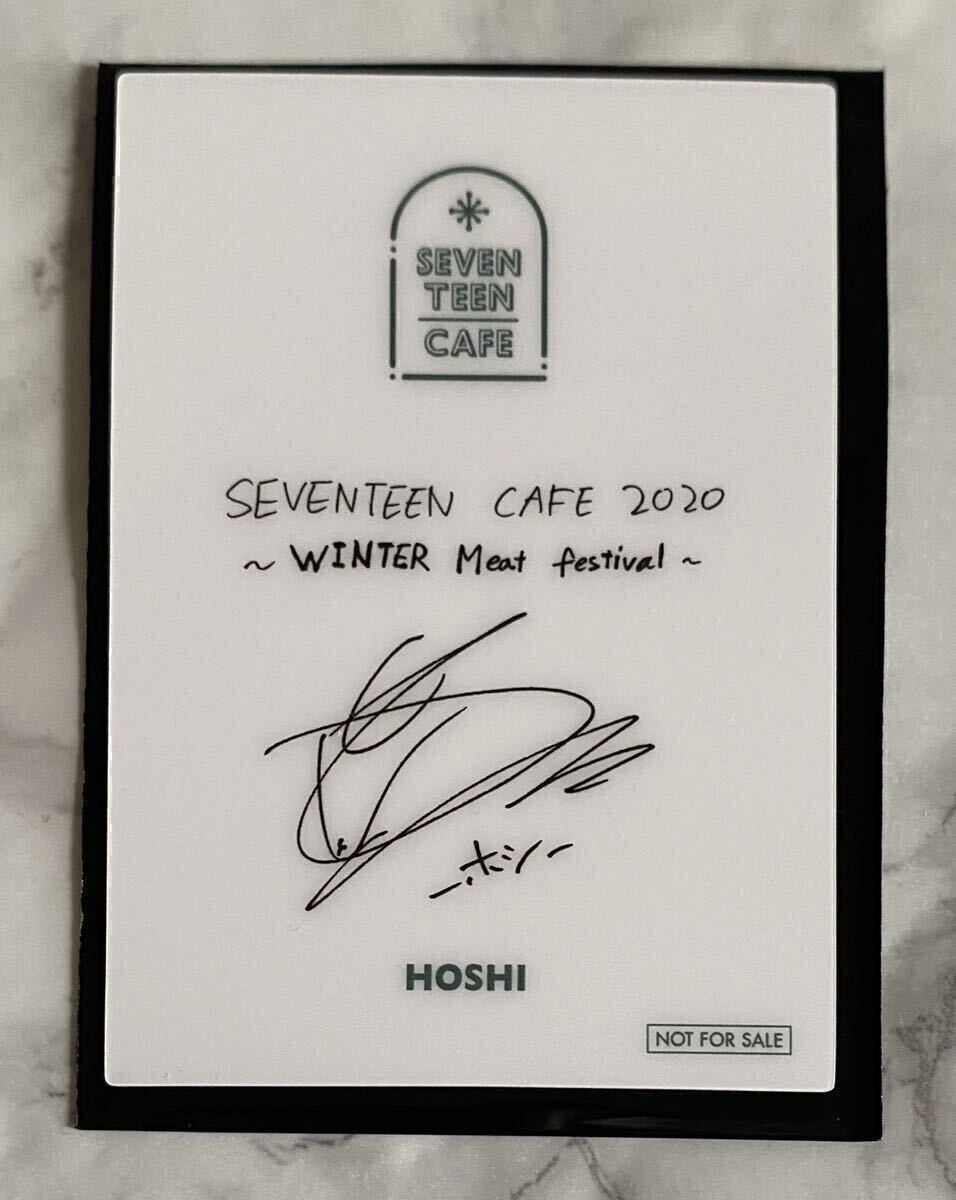 SEVEN
TEEN
CAFE
SEVENTEEN CAFE 2020
~ WINTER Meat festival ~
ホシ
HOSHI
NOT FOR SALE